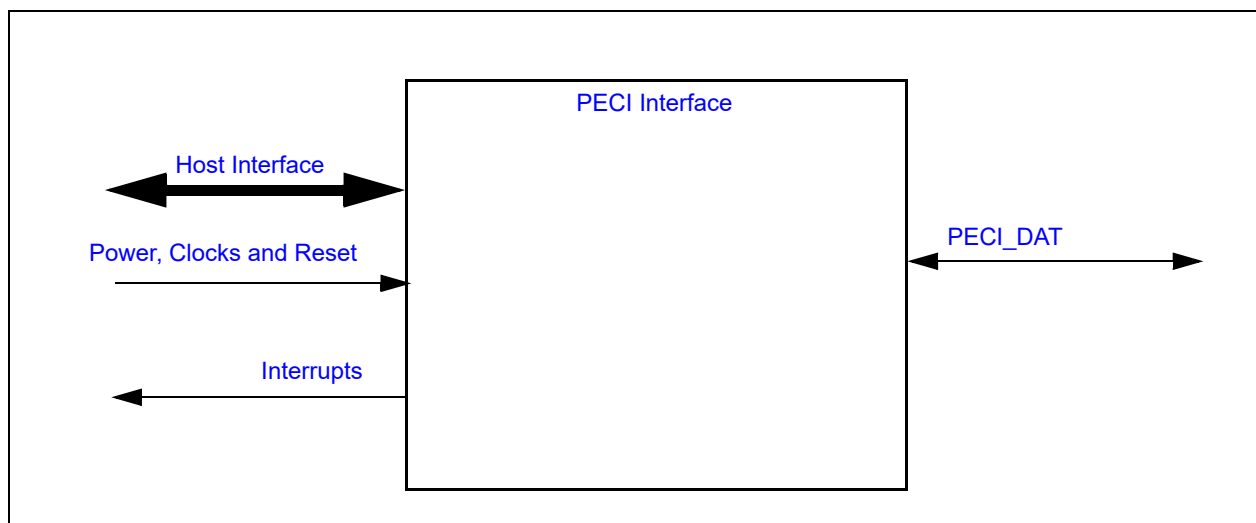 PECI Interface
Host Interface
Power, Clocks and Reset
PECI_DAT
Interrupts